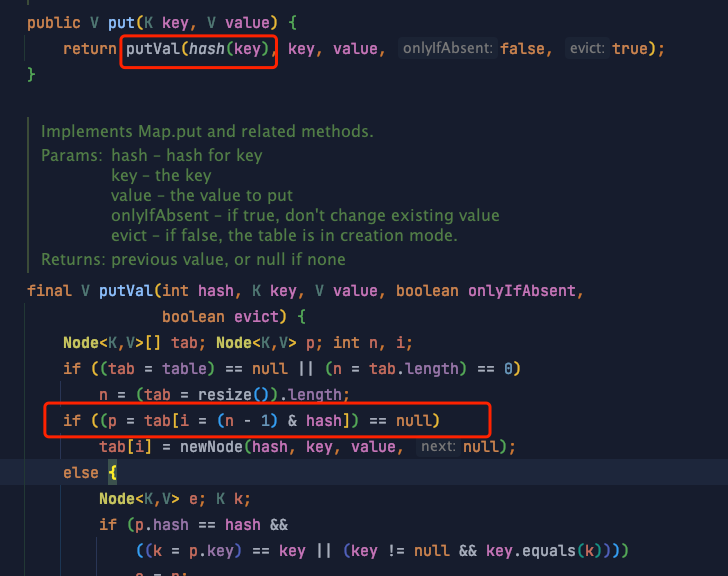 public V put(K key, V value) {
return putVal(hash(key), key, value, onlyIfAbsent: false, evict: true);
}
Implements Map.put and related methods.
Params: hash – hash for key
key – the key
value – the value to put
onlyIfAbsent – if true, don't change existing value
evict – if false, the table is in creation mode.
Returns: previous value, or null if none
final V putVal(int hash, K key, V value, boolean onlyIfAbsent,
boolean evict) {
Node<K,V>[] tab; Node<K,V> p; int n, i;
if ((tab = table) == null || (n = tab.length) == 0)
n = (tab = resize()).length;
if ((p = tab[i = (n - 1) & hash]) == null)
tab[i] = newNode(hash, key, value, next: null);
else {
Node<K,V> e; K k;
if (p.hash == hash &&
((k = p.key) == key || (key != null && key.equals(k))))